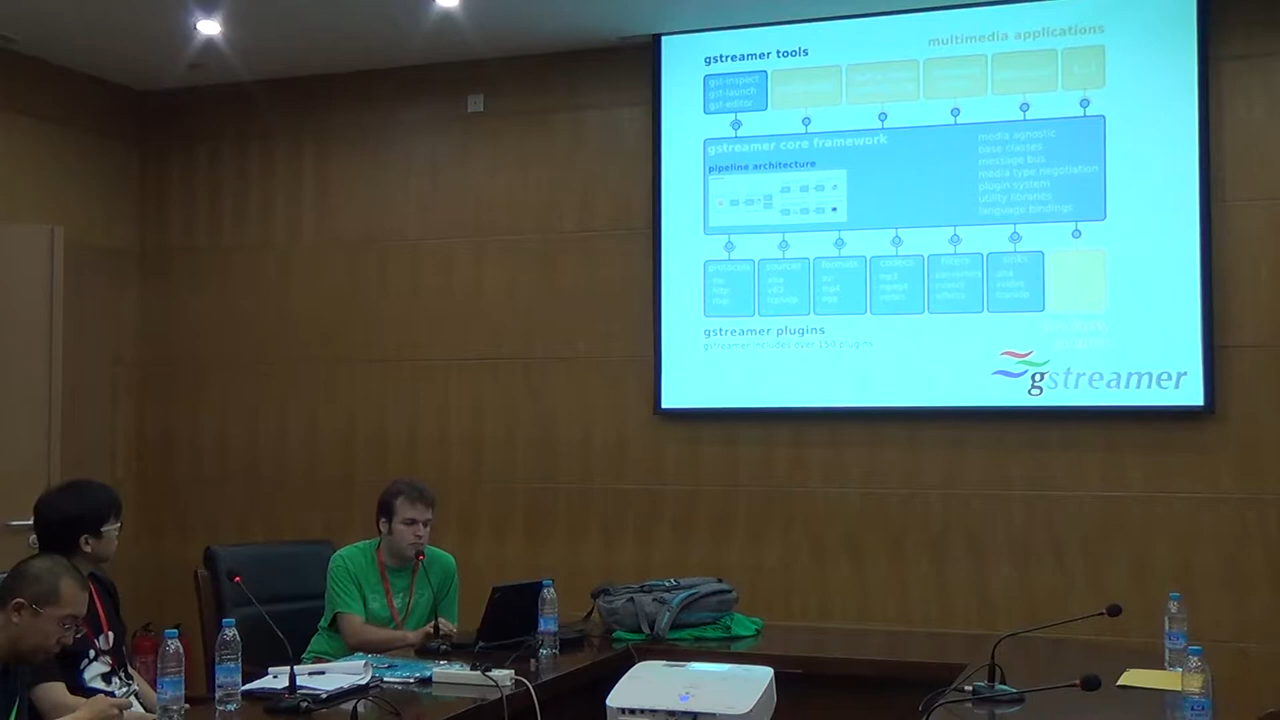 gstreamer tools
multimedia applications
gst-inspect
gst-launch
gst-editor
gstreamer core framework
pipeline architecture
media agnostic
base classes
message bus
media type negotiation
plugin system
utility libraries
language bindings
protocols
http
rtsp
sources
alsa
v4l2
tcp/udp
formats
avi
mp4
ogg
codecs
mp3
mpeg4
vorbis
filters
converters
mixers
effects
sinks
alsa
xvideo
tcp/udp
gstreamer plugins
gstreamer includes over 150 plugins
gstreamer